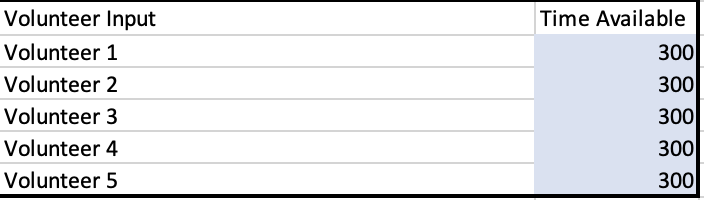 Volunteer Input Time Available
Volunteer 1 300
Volunteer 2 300
Volunteer 3 300
Volunteer 4 300
Volunteer 5 300